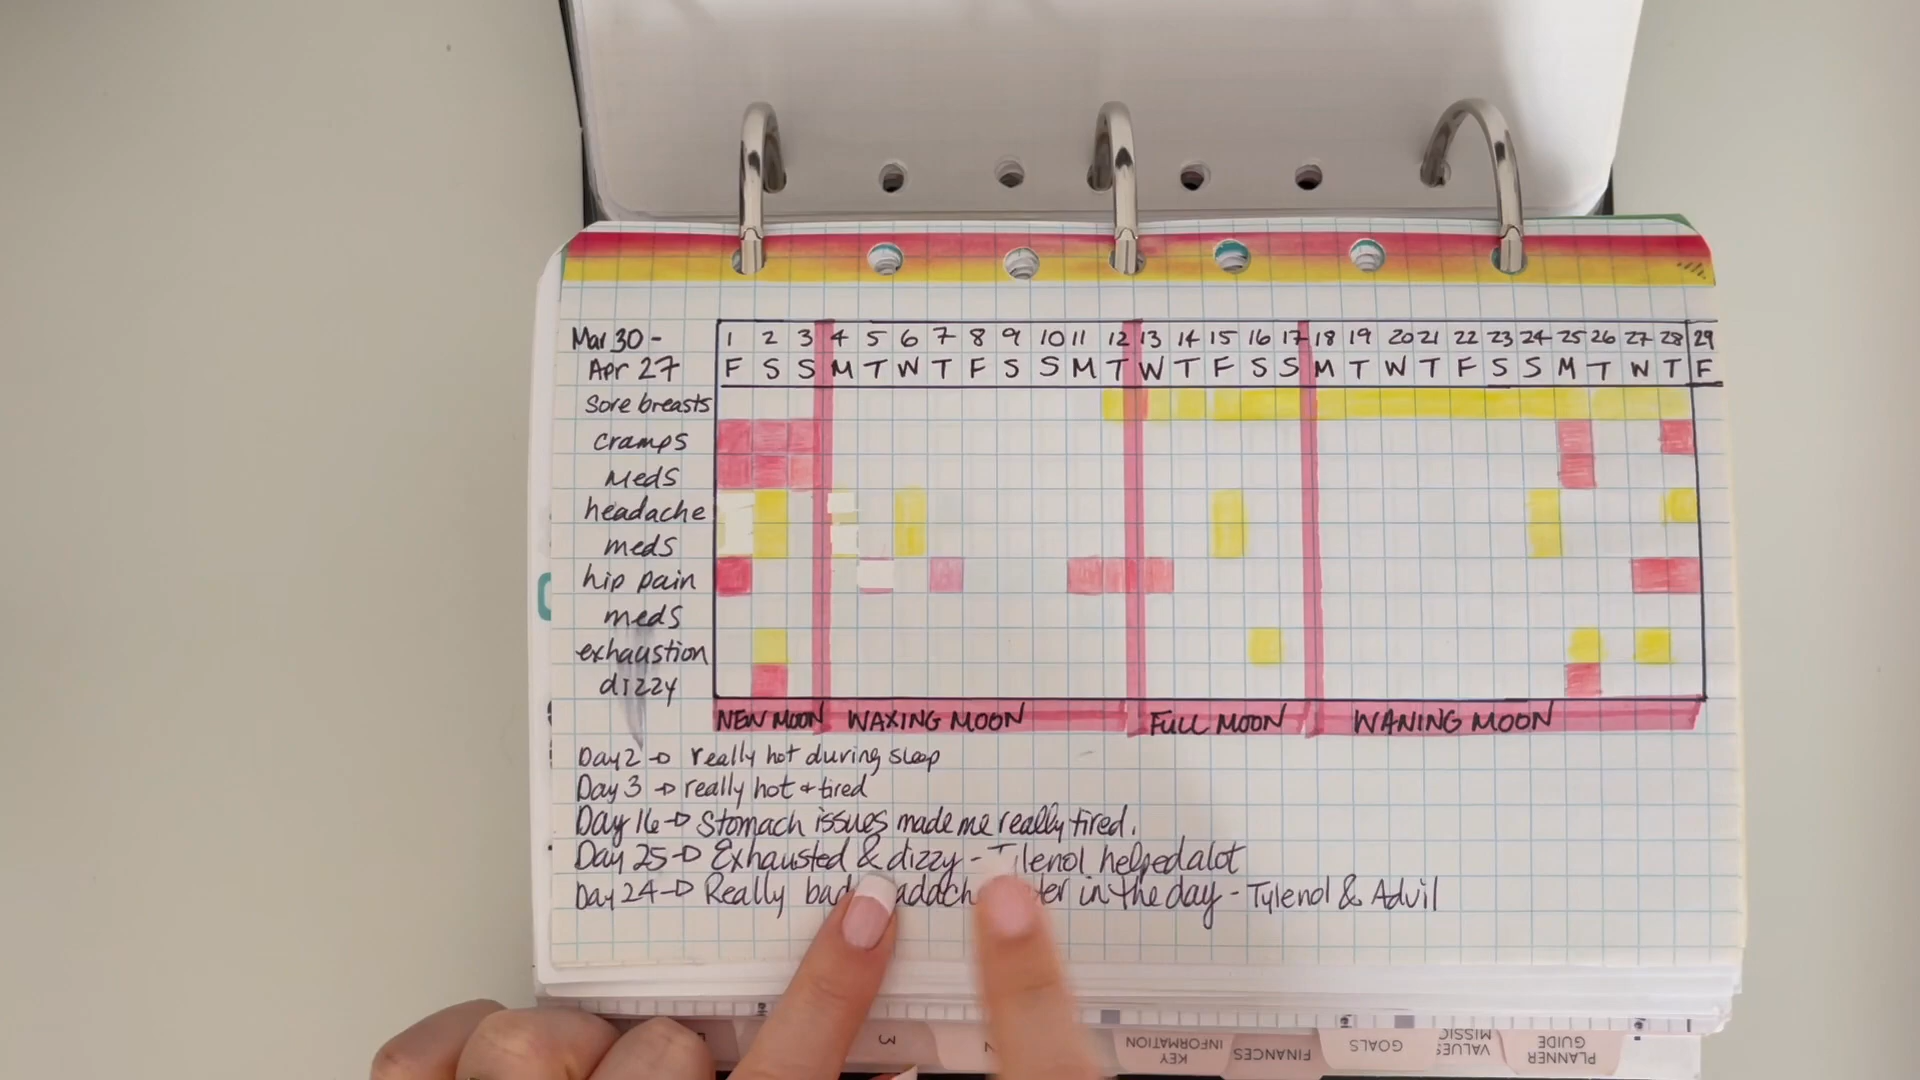 Mar 30 - 1 2 3 4 5 6 7 8 9 10 11 12 13 14 15 16 17 18 19 20 21 22 23 24 25 26 27 28 29
Apr 27 F S S M T W T F S S M T W T F S S M T W T F S S M T W T F
Sore breasts
cramps
Meds
headache
meds
hip pain
meds
exhaustion
dizzy
NEW MOON WAXING MOON FULL MOON WANING MOON
Day 2 → really hot during sleep
Day 3 → really hot + tired
Day 16 → Stomach issues made me really tired.
Day 25 → Exhausted & dizzy - Tylenol helped alot
Day 24 → Really in the day - Tylenol & Advil
3
KEY INFORMATION
FINANCES
GOALS
VALUES
PLANNER GUIDE